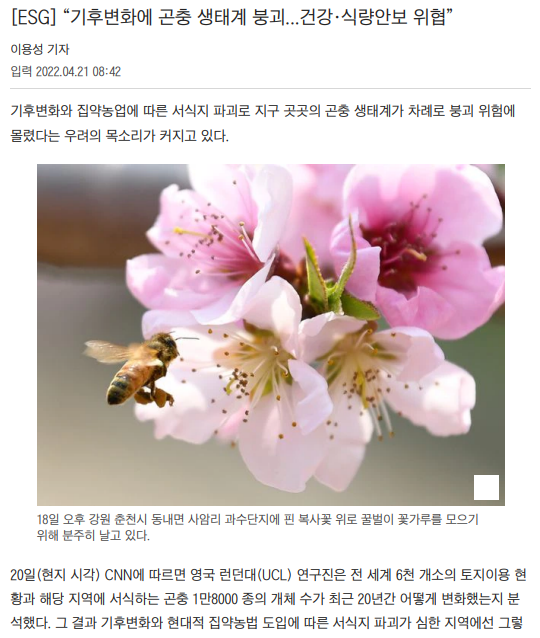 [ESG] “기후변화에 곤충 생태계 붕괴...건강·식량안보 위협”
이용성 기자
입력 2022.04.21 08:42
기후변화와 집약농업에 따른 서식지 파괴로 지구 곳곳의 곤충 생태계가 차례로 붕괴 위험에
몰렸다는 우려의 목소리가 커지고 있다.
18일 오후 강원 춘천시 동내면 사암리 과수단지에 핀 복사꽃 위로 꿀벌이 꽃가루를 모으기
위해 분주히 날고 있다.
20일(현지 시각) CNN에 따르면 영국 런던대(UCL) 연구진은 전 세계 6천 개소의 토지이용 현
황과 해당 지역에 서식하는 곤충 1만8000 종의 개체 수가 최근 20년간 어떻게 변화했는지 분
석했다. 그 결과 기후변화와 현대적 집약농법 도입에 따른 서식지 파괴가 심한 지역에선 그렇